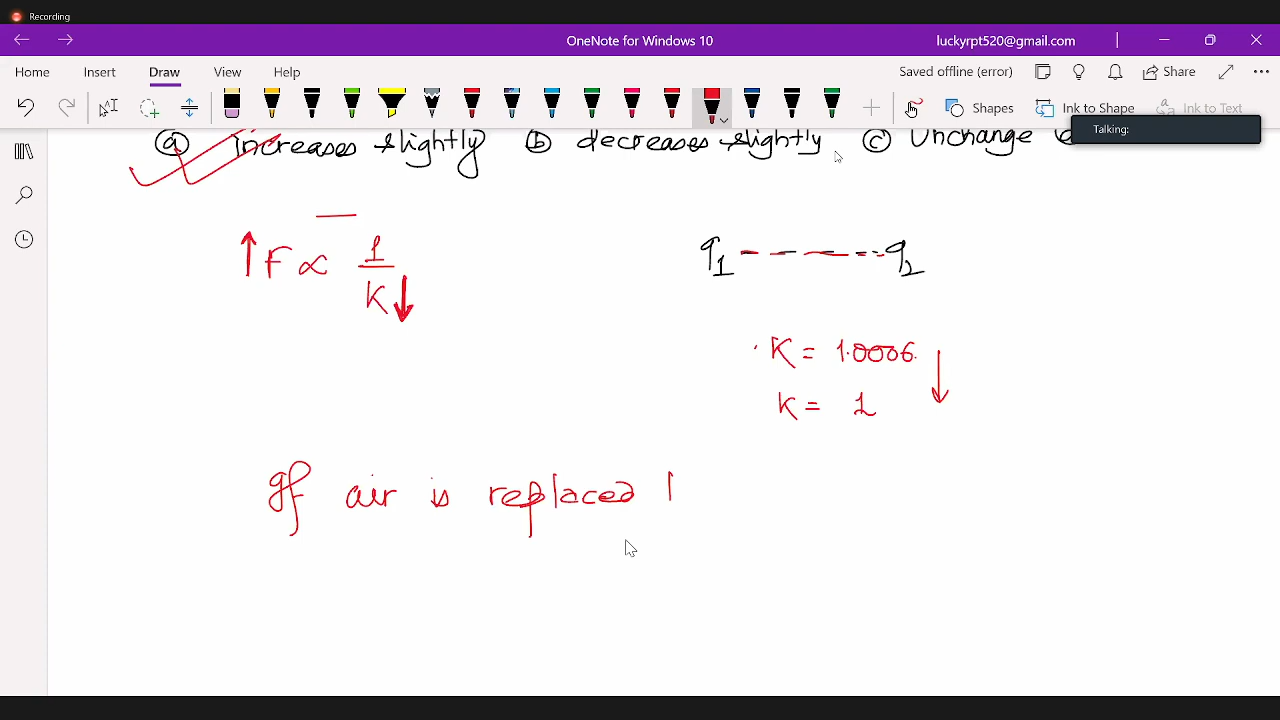 Recording
OneNote for Windows 10
luckyrpt520@gmail.com
Home Insert Draw View Help
Saved offline (error)
Share
Shapes
Ink to Shape
Ink to Text
Talking:
ⓐ increases slightly ⓑ decreases slightly ⓒ Unchange
↑F ∝ 1/K↓
q1 - - - - - q2
K = 1.0006
K = 1
If air is replaced